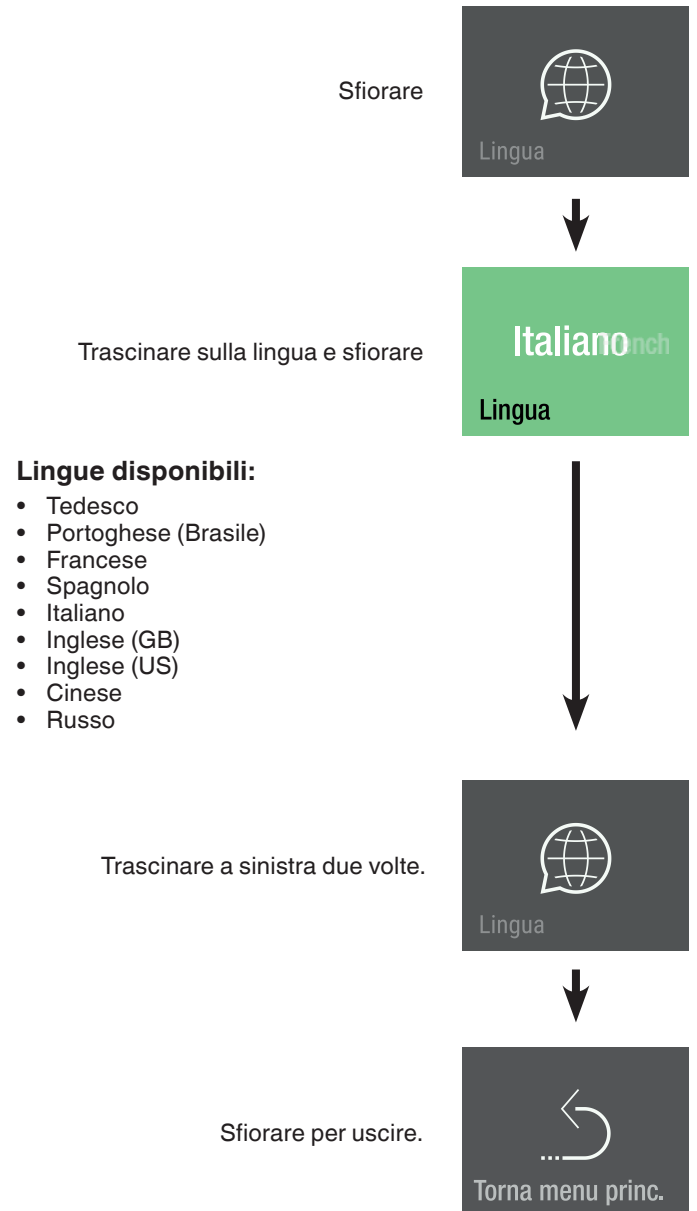 Sfiorare
Lingua
Trascinare sulla lingua e sfiorare
Italiano French
Lingua
Lingue disponibili:
• Tedesco
• Portoghese (Brasile)
• Francese
• Spagnolo
• Italiano
• Inglese (GB)
• Inglese (US)
• Cinese
• Russo
Trascinare a sinistra due volte.
Lingua
Sfiorare per uscire.
Torna menu princ.